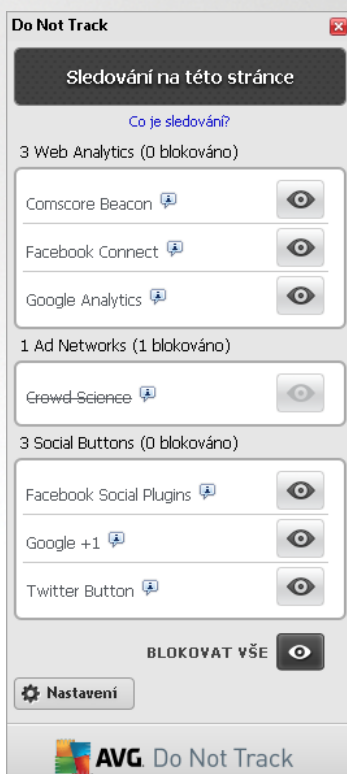 Do Not Track
Sledování na této stránce
Co je sledování?
3 Web Analytics (0 blokováno)
Comscore Beacon
Facebook Connect
Google Analytics
1 Ad Networks (1 blokováno)
Crowd Science
3 Social Buttons (0 blokováno)
Facebook Social Plugins
Google +1
Twitter Button
BLOKOVAT VŠE
Nastavení
AVG. Do Not Track